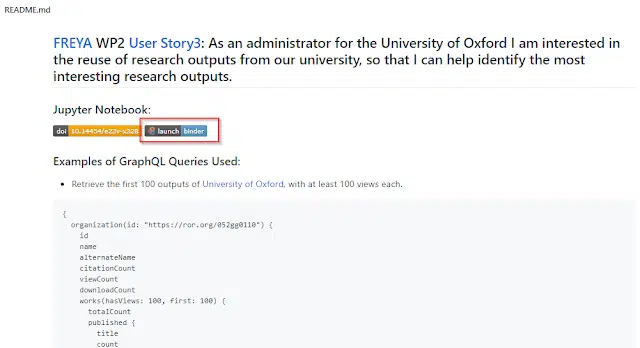 README.md
FREYA WP2 User Story3: As an administrator for the University of Oxford I am interested in
the reuse of research outputs from our university, so that I can help identify the most
interesting research outputs.
Jupyter Notebook:
doi 10.14454/e23v-x328 launch binder
Examples of GraphQL Queries Used:
• Retrieve the first 100 outputs of University of Oxford, with at least 100 views each.
{
organization(id: "https://ror.org/052gg0110") {
id
name
alternateName
citationCount
viewCount
downloadCount
works(hasViews: 100, first: 100) {
totalCount
published {
title
count